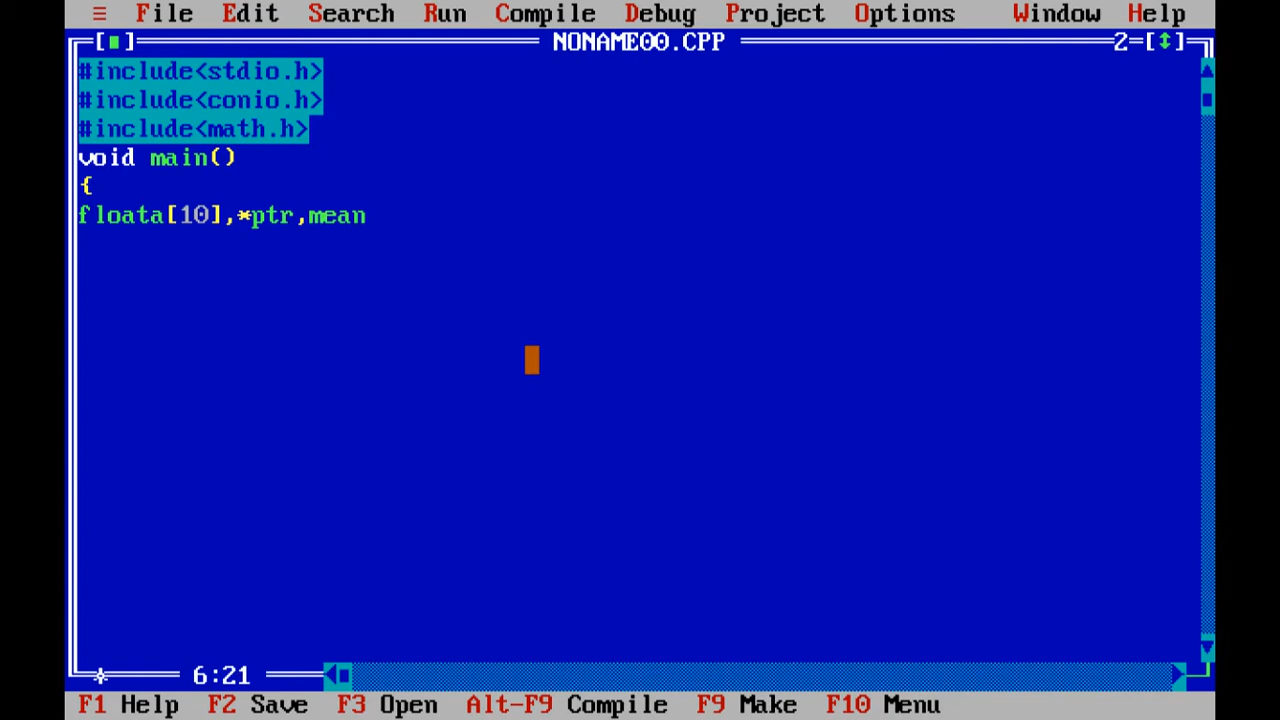 ≡ File Edit Search Run Compile Debug Project Options Window Help
[■] NONAME00.CPP 2=[↕]
#include<stdio.h>
#include<conio.h>
#include<math.h>
void main()
{
floata[10],*ptr,mean
6:21
F1 Help F2 Save F3 Open Alt-F9 Compile F9 Make F10 Menu